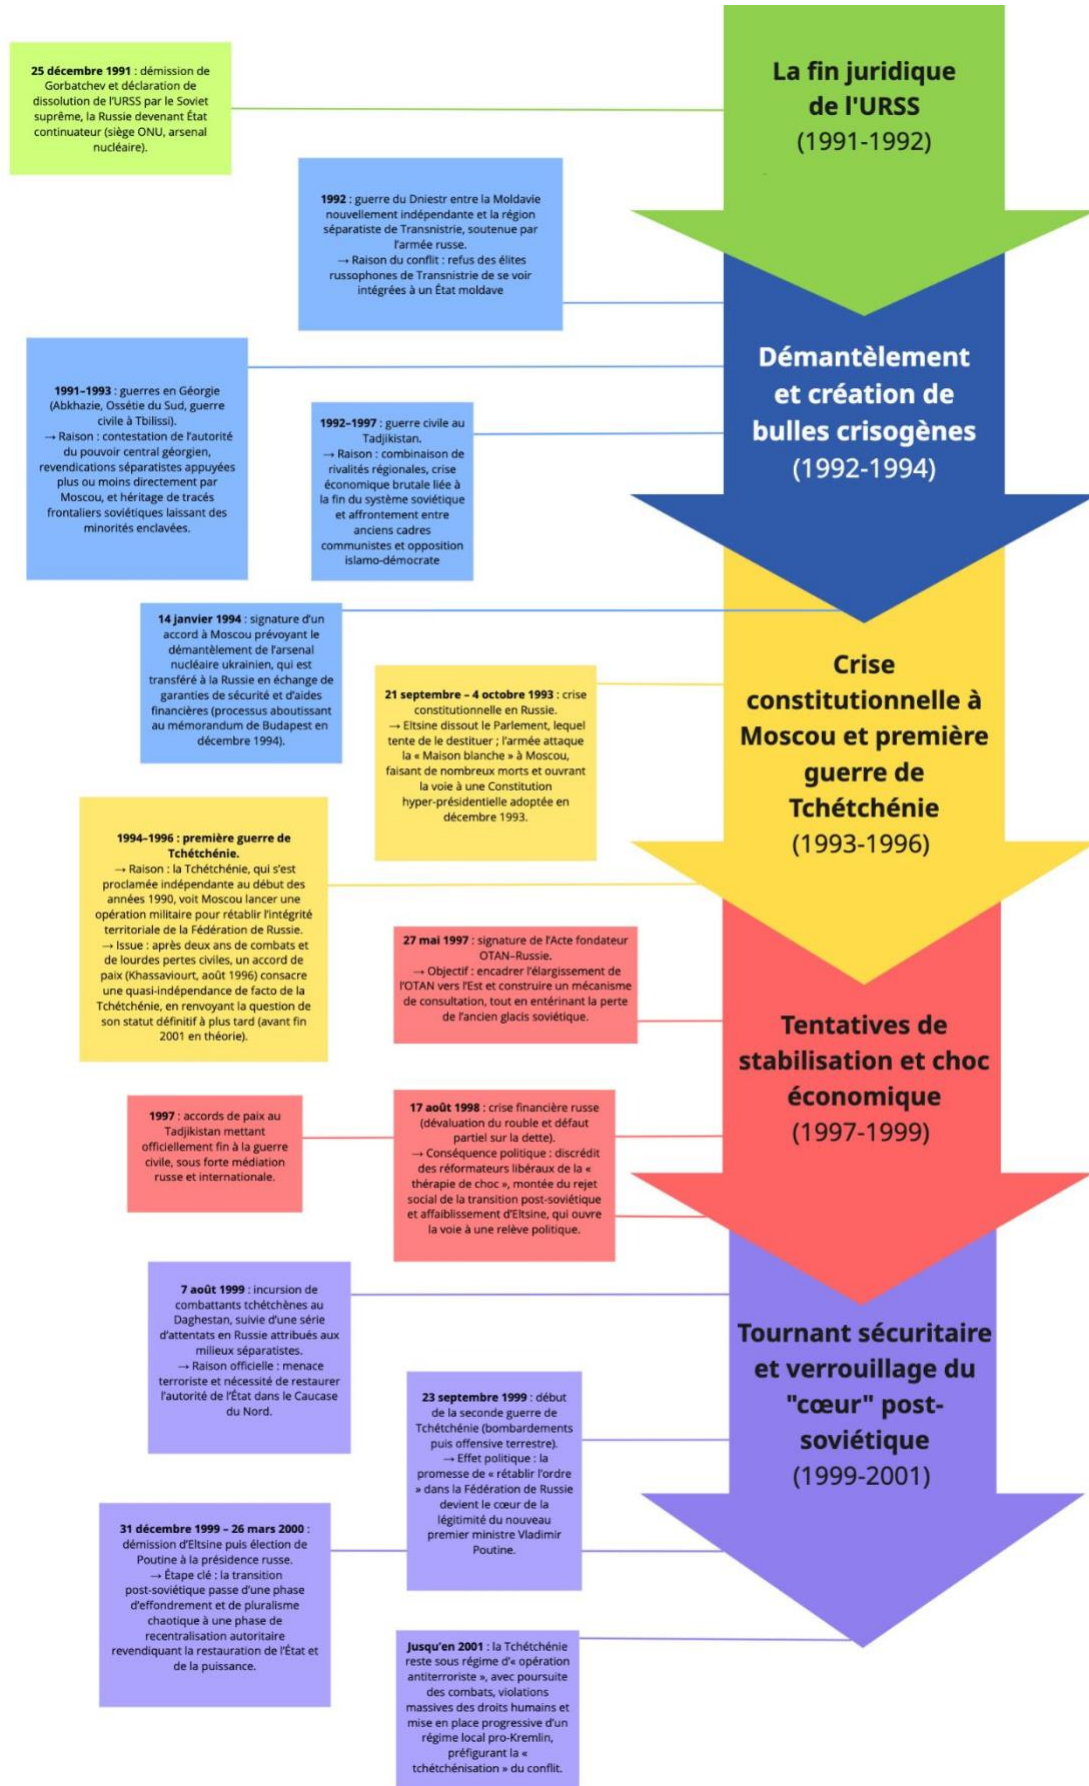 La fin juridique
de l'URSS
(1991-1992)
25 décembre 1991 : démission de
Gorbatchev et déclaration de
dissolution de l'URSS par le Soviet
suprême, la Russie devenant État
continuateur (siège ONU, arsenal
nucléaire).
1992 : guerre du Dniestr entre la Moldavie
nouvellement indépendante et la région
séparatiste de Transnistrie, soutenue par
l'armée russe.
→ Raison du conflit : refus des élites
russophones de Transnistrie de se voir
intégrées à un État moldave
Démantèlement
et création de
bulles crisogènes
(1992-1994)
1991–1993 : guerres en Géorgie
(Abkhazie, Ossétie du Sud, guerre
civile à Tbilissi).
→ Raison : contestation de l'autorité
du pouvoir central géorgien,
revendications séparatistes appuyées
plus ou moins directement par
Moscou, et héritage de tracés
frontaliers soviétiques laissant des
minorités enclavées.
1992–1997 : guerre civile au
Tadjikistan.
→ Raison : combinaison de
rivalités régionales, crise
économique brutale liée à
la fin du système soviétique
et affrontement entre
anciens cadres
communistes et opposition
islamo-démocrate
14 janvier 1994 : signature d'un
accord à Moscou prévoyant le
démantèlement de l'arsenal
nucléaire ukrainien, qui est
transféré à la Russie en échange de
garanties de sécurité et d'aides
financières (processus aboutissant
au mémorandum de Budapest en
décembre 1994).
Crise
constitutionnelle à
Moscou et première
guerre de
Tchétchénie
(1993-1996)
21 septembre – 4 octobre 1993 : crise
constitutionnelle en Russie.
→ Eltsine dissout le Parlement, lequel
tente de le destituer ; l'armée attaque
la « Maison blanche » à Moscou,
faisant de nombreux morts et ouvrant
la voie à une Constitution
hyper-présidentielle adoptée en
décembre 1993.
1994–1996 : première guerre de
Tchétchénie.
→ Raison : la Tchétchénie, qui s'est
proclamée indépendante au début des
années 1990, voit Moscou lancer une
opération militaire pour rétablir l'intégrité
territoriale de la Fédération de Russie.
→ Issue : après deux ans de combats et
de lourdes pertes civiles, un accord de
paix (Khassaviourt, août 1996) consacre
une quasi-indépendance de facto de la
Tchétchénie, en renvoyant la question de
son statut définitif à plus tard (avant fin
2001 en théorie).
27 mai 1997 : signature de l'Acte fondateur
OTAN–Russie.
→ Objectif : encadrer l'élargissement de
l'OTAN vers l'Est et construire un mécanisme
de consultation, tout en entérinant la perte
de l'ancien glacis soviétique.
Tentatives de
stabilisation et choc
économique
(1997-1999)
1997 : accords de paix au
Tadjikistan mettant
officiellement fin à la guerre
civile, sous forte médiation
russe et internationale.
17 août 1998 : crise financière russe
(dévaluation du rouble et défaut
partiel sur la dette).
→ Conséquence politique : discrédit
des réformateurs libéraux de la «
thérapie de choc », montée du rejet
social de la transition post-soviétique
et affaiblissement d'Eltsine, qui ouvre
la voie à une relève politique.
7 août 1999 : incursion de
combattants tchétchènes au
Daghestan, suivie d'une série
d'attentats en Russie attribués aux
milieux séparatistes.
→ Raison officielle : menace
terroriste et nécessité de restaurer
l'autorité de l'État dans le Caucase
du Nord.
Tournant sécuritaire
et verrouillage du
"cœur" post-
soviétique
(1999-2001)
23 septembre 1999 : début
de la seconde guerre de
Tchétchénie (bombardements
puis offensive terrestre).
→ Effet politique : la
promesse de « rétablir l'ordre
» dans la Fédération de Russie
devient le cœur de la
légitimité du nouveau
premier ministre Vladimir
Poutine.
31 décembre 1999 – 26 mars 2000 :
démission d'Eltsine puis élection de
Poutine à la présidence russe.
→ Étape clé : la transition
post-soviétique passe d'une phase
d'effondrement et de pluralisme
chaotique à une phase de
recentralisation autoritaire
revendiquant la restauration de l'État et
de la puissance.
Jusqu'en 2001 : la Tchétchénie
reste sous régime d'« opération
antiterroriste », avec poursuite
des combats, violations
massives des droits humains et
mise en place progressive d'un
régime local pro-Kremlin,
préfigurant la «
tchétchénisation » du conflit.